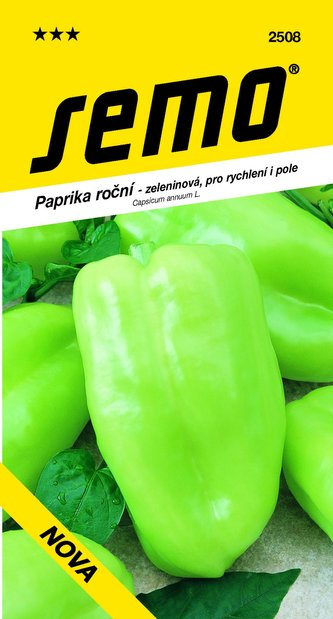 ★★★ 2508
semo®
Paprika roční - zeleninová, pro rychlení i pole
Capsicum annuum L.
NOVA